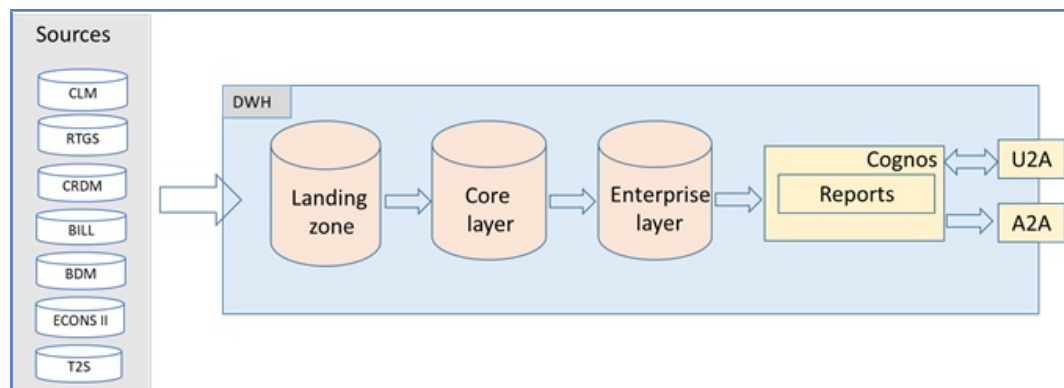 Sources
CLM
RTGS
CRDM
BILL
BDM
ECONS II
T2S
DWH
Landing
zone
Core
layer
Enterprise
layer
Cognos
Reports
U2A
A2A